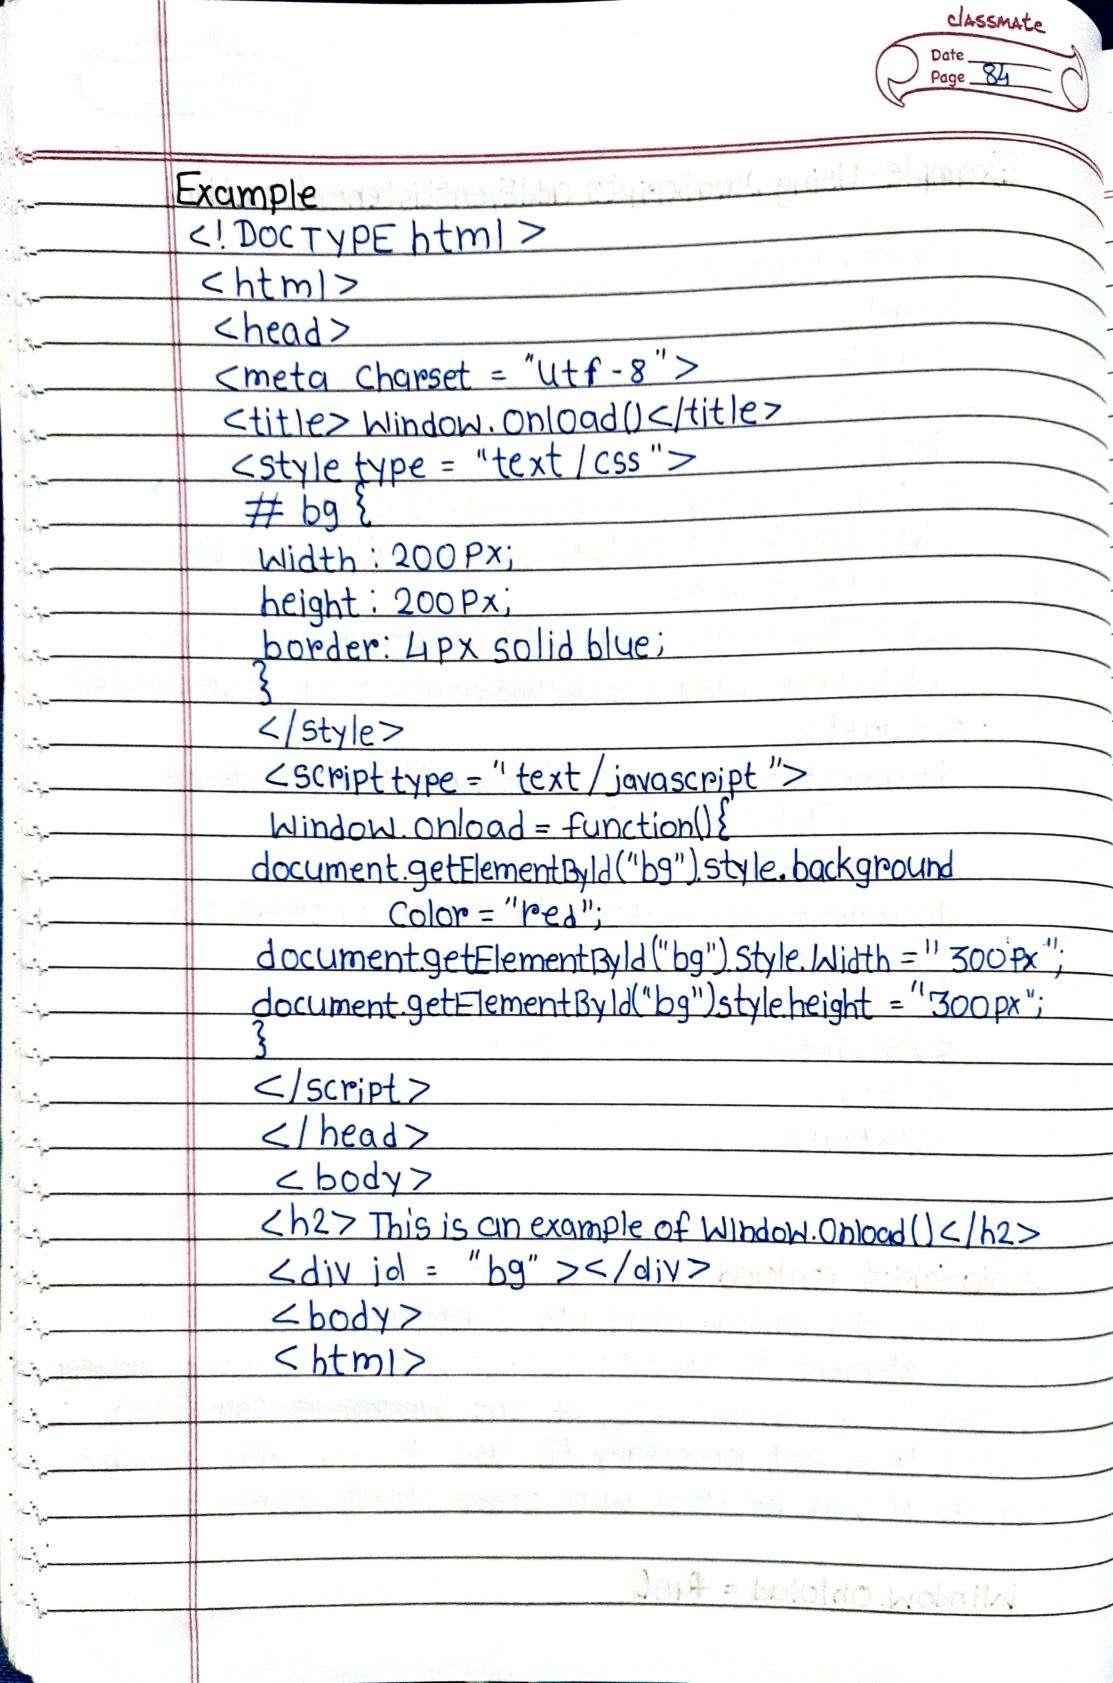 classmate
Date
Page 84
Example
<!DOCTYPE html>
<html>
<head>
<meta charset = "utf-8">
<title> Window.onload()</title>
<style type = "text/css">
# bg {
Width : 200px;
height : 200px;
border: 4px solid blue;
}
</style>
<script type = "text/javascript">
Window.onload = function(){
document.getElementById("bg").style.background
Color = "red";
document.getElementById("bg").Style.Width = "300px";
document.getElementById("bg")style.height = "300px";
}
</script>
</head>
<body>
<h2> This is an example of Window.Onload()</h2>
<div id = "bg" ></div>
<body>
<html>